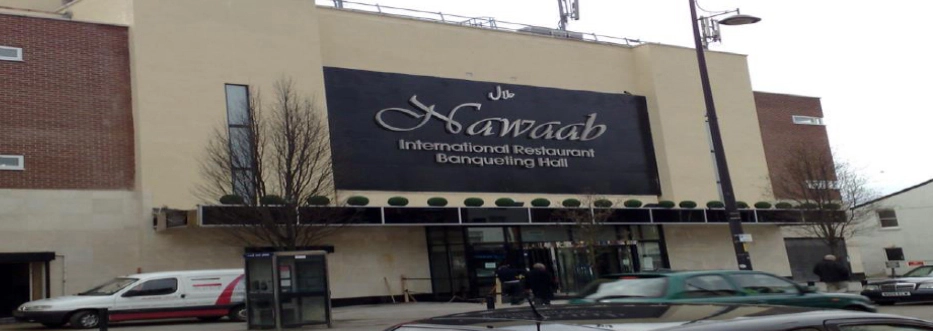 حلال
Nawaab
International Restaurant
Banqueting Hall